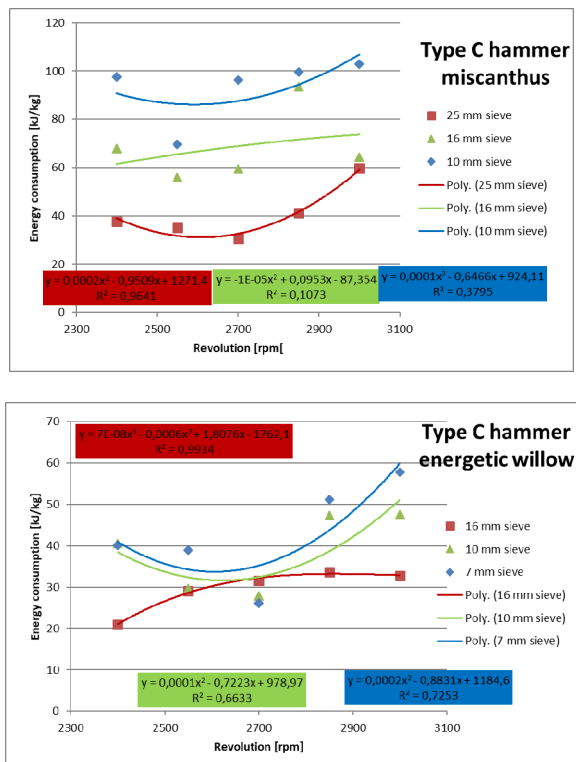 Type C hammer
miscanthus
120
100
80
60
40
20
0
Energy consumption [kJ/kg]
25 mm sieve
16 mm sieve
10 mm sieve
Poly. (25 mm sieve)
Poly. (16 mm sieve)
Poly. (10 mm sieve)
y = 0,0002x² - 0,9509x + 1271,4
R² = 0,9641
y = -1E-05x² + 0,0953x - 87,354
R² = 0,1073
y = 0,0001x² - 0,6466x + 924,11
R² = 0,3795
2300 2500 2700 2900 3100
Revolution [rpm[
Type C hammer
energetic willow
70
60
50
40
30
20
10
0
Energy consumption [kJ/kg]
y = 7E-08x³ - 0,0006x² + 1,8076x - 1762,1
R² = 0,9934
16 mm sieve
10 mm sieve
7 mm sieve
Poly. (16 mm sieve)
Poly. (10 mm sieve)
Poly. (7 mm sieve)
y = 0,0001x² - 0,7223x + 978,97
R² = 0,6633
y = 0,0002x² - 0,8831x + 1184,6
R² = 0,7253
2300 2500 2700 2900 3100
Revolution [rpm]